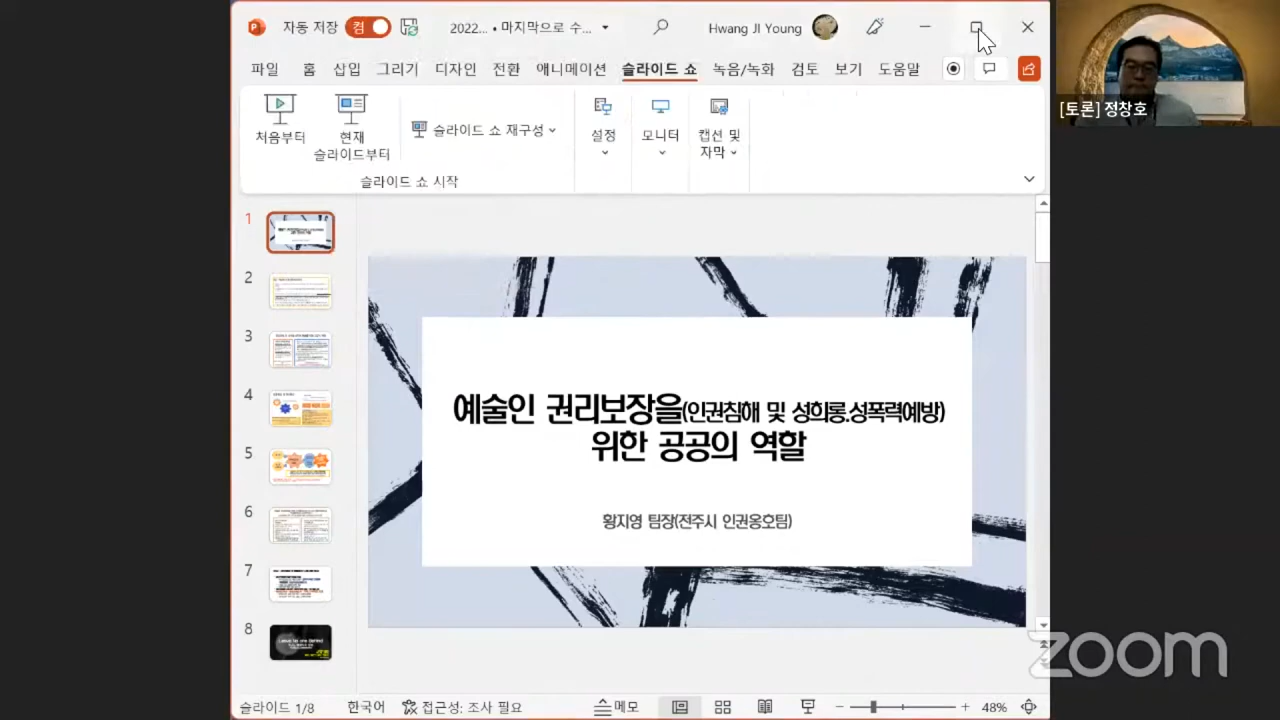 자동 저장 켬 2022... • 마지막으로 수... Hwang JI Young
파일 홈 삽입 그리기 디자인 전환 애니메이션 슬라이드 쇼 녹음/녹화 검토 보기 도움말
처음부터
현재
슬라이드부터
슬라이드 쇼 재구성
설정
모니터
캡션 및
자막
슬라이드 쇼 시작
[토론] 정창호
1
2
3
4
5
6
7
8
예술인 권리보장을(인권침해 및 성희롱.성폭력예방)
위한 공공의 역할
황지영 팀장(전주시 인권옹호팀)
zoom
슬라이드 1/8 한국어 접근성: 조사 필요 메모 48%